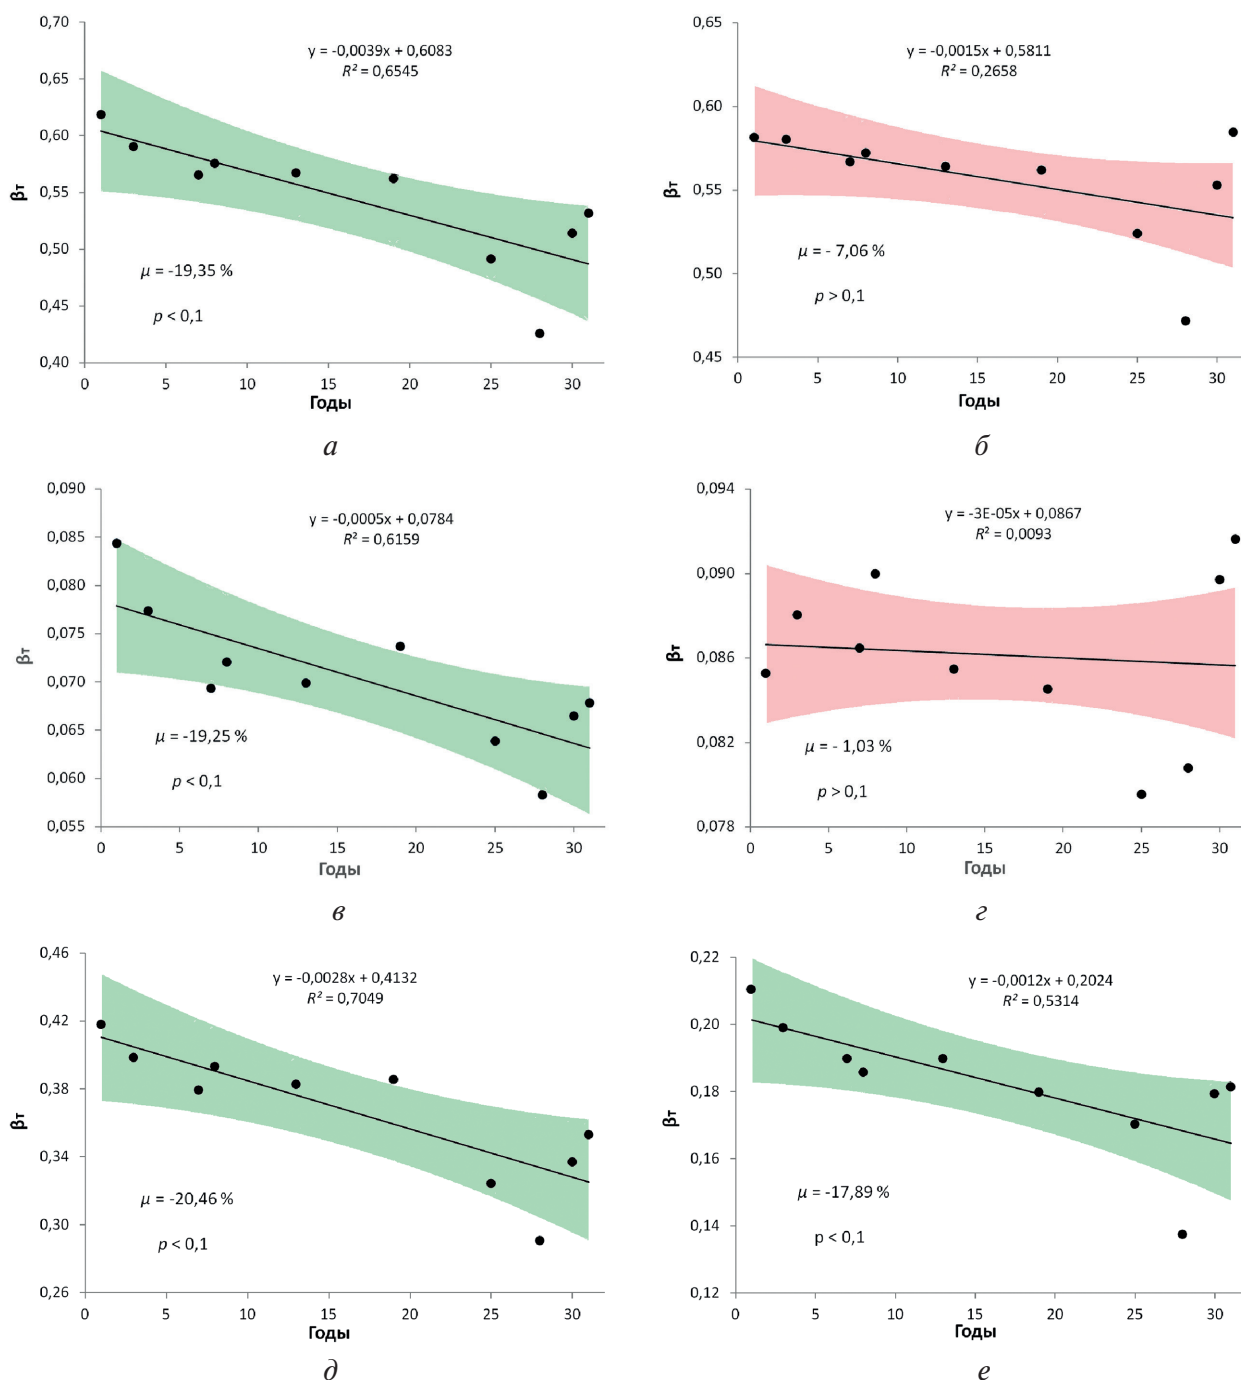 0,70
y = -0,0039x + 0,6083
R² = 0,6545
0,65
0,60
0,55
βт
0,50
μ = -19,35 %
0,45
p < 0,1
0,40
0 5 10 15 20 25 30
Годы
а
0,65
y = -0,0015x + 0,5811
R² = 0,2658
0,60
βт
0,55
μ = - 7,06 %
0,50
p > 0,1
0,45
0 5 10 15 20 25 30
Годы
б
0,090
y = -0,0005x + 0,0784
0,085
R² = 0,6159
0,080
0,075
βт
0,070
0,065
μ = -19,25 %
0,060
p < 0,1
0,055
0 5 10 15 20 25 30
Годы
в
0,094
y = -3E-05x + 0,0867
R² = 0,0093
0,090
βт
0,086
0,082
μ = - 1,03 %
p > 0,1
0,078
0 5 10 15 20 25 30
Годы
г
0,46
y = -0,0028x + 0,4132
R² = 0,7049
0,42
0,38
βт
0,34
μ = -20,46 %
0,30
p < 0,1
0,26
0 5 10 15 20 25 30
Годы
д
0,22
y = -0,0012x + 0,2024
R² = 0,5314
0,20
0,18
βт
0,16
μ = -17,89 %
0,14
p < 0,1
0,12
0 5 10 15 20 25 30
Годы
е